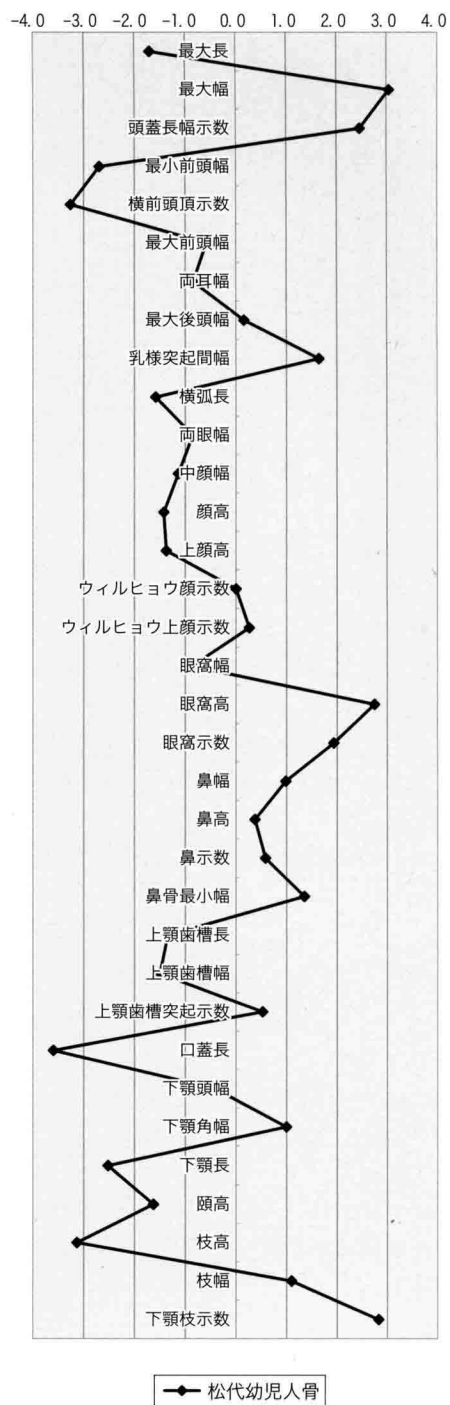 -4.0 -3.0 -2.0 -1.0 0.0 1.0 2.0 3.0 4.0
最大長
最大幅
頭蓋長幅示数
最小前頭幅
横前頭頂示数
最大前頭幅
両耳幅
最大後頭幅
乳様突起間幅
横弧長
両眼幅
中顔幅
顔高
上顔高
ウィルヒョウ顔示数
ウィルヒョウ上顔示数
眼窩幅
眼窩高
眼窩示数
鼻幅
鼻高
鼻示数
鼻骨最小幅
上顎歯槽長
上顎歯槽幅
上顎歯槽突起示数
口蓋長
下顎頭幅
下顎角幅
下顎長
頤高
枝高
枝幅
下顎枝示数
松代幼児人骨